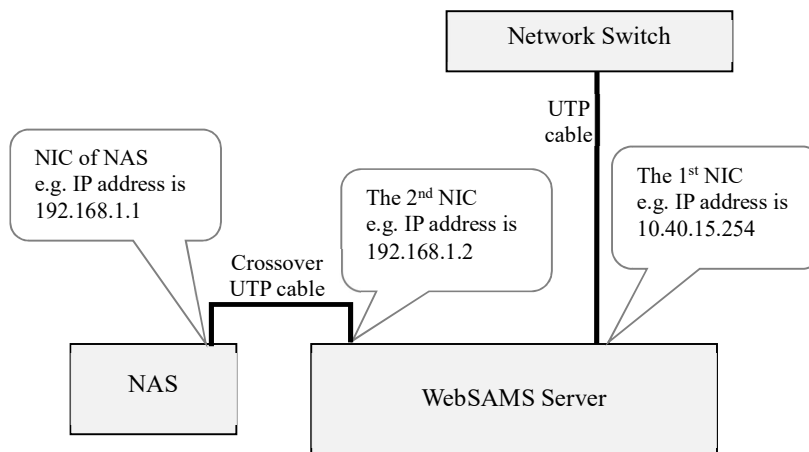 Network Switch
UTP
cable
NIC of NAS
e.g. IP address is
192.168.1.1
The 2nd NIC
e.g. IP address is
192.168.1.2
The 1st NIC
e.g. IP address is
10.40.15.254
Crossover
UTP cable
NAS
WebSAMS Server